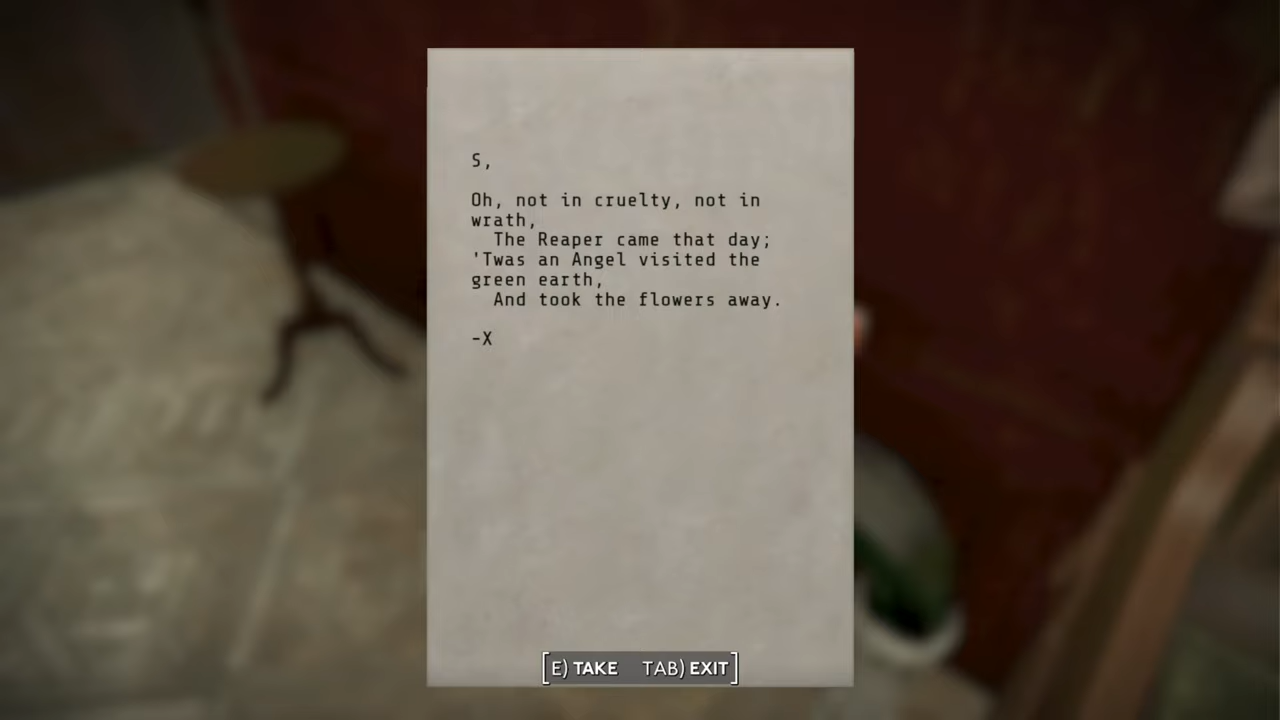 S,
Oh, not in cruelty, not in
wrath,
The Reaper came that day;
'Twas an Angel visited the
green earth,
And took the flowers away.
-X
[E) TAKE TAB) EXIT]